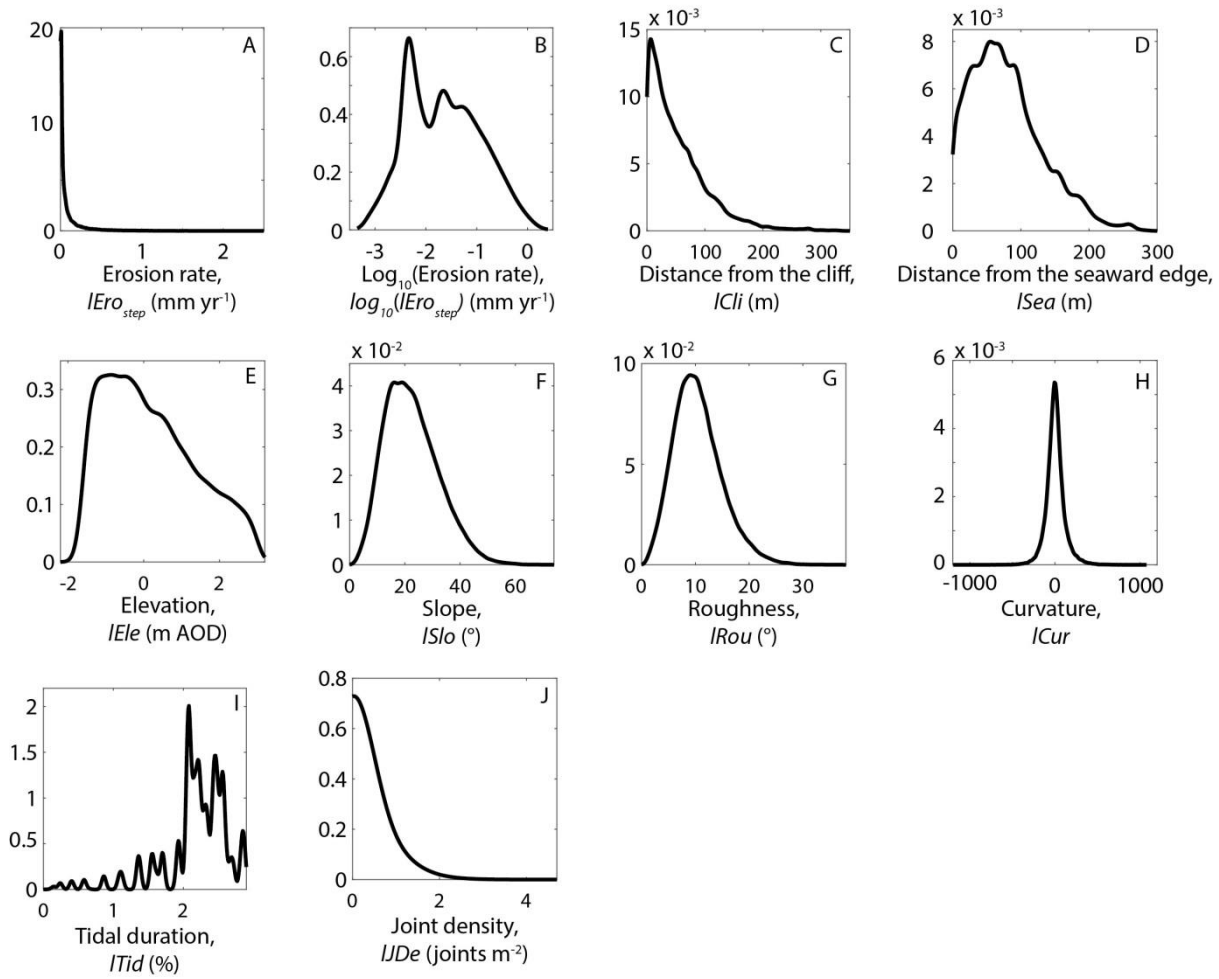 A
20
10
0
0 1 2
Erosion rate,
lEro_step (mm yr⁻¹)
B
0.6
0.4
0.2
0
-3 -2 -1 0
Log₁₀(Erosion rate),
log₁₀(lEro_step) (mm yr⁻¹)
x 10⁻³
C
15
10
5
0
0 100 200 300
Distance from the cliff,
lCli (m)
x 10⁻³
D
8
6
4
2
0
0 100 200 300
Distance from the seaward edge,
lSea (m)
E
0.3
0.2
0.1
0
-2 0 2
Elevation,
lEle (m AOD)
x 10⁻²
F
4
3
2
1
0
0 20 40 60
Slope,
lSlo (°)
x 10⁻²
G
10
5
0
0 10 20 30
Roughness,
lRou (°)
x 10⁻³
H
6
4
2
0
-1000 0 1000
Curvature,
lCur
I
2
1.5
1
0.5
0
0 1 2
Tidal duration,
lTid (%)
J
0.8
0.6
0.4
0.2
0
0 2 4
Joint density,
lJDe (joints m⁻²)